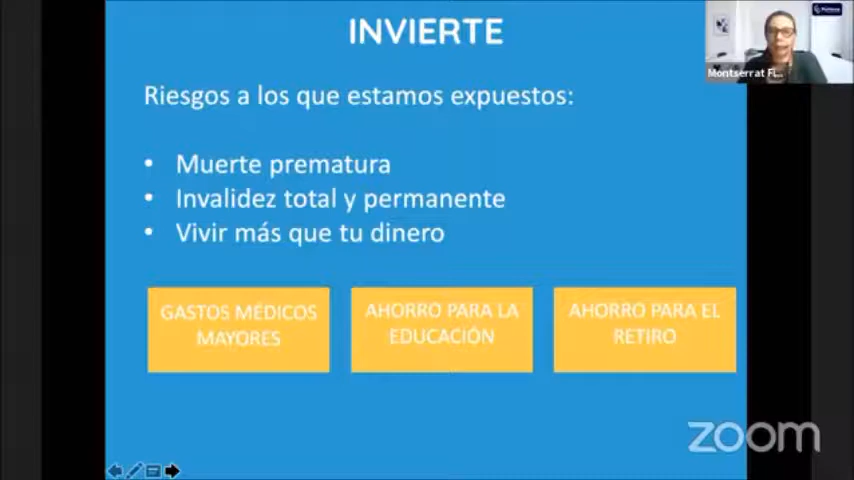 INVIERTE
Montserrat Fl...
Riesgos a los que estamos expuestos:
• Muerte prematura
• Invalidez total y permanente
• Vivir más que tu dinero
GASTOS MÉDICOS
MAYORES
AHORRO PARA LA
EDUCACIÓN
AHORRO PARA EL
RETIRO
zoom